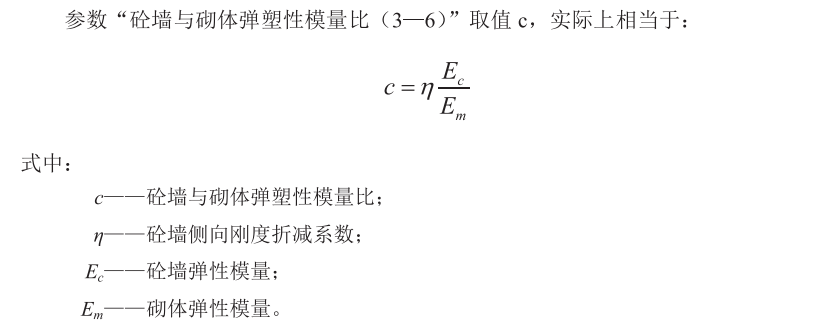 参数“砼墙与砌体弹塑性模量比（3—6）”取值 c，实际上相当于：
c = η E_c / E_m
式中：
c——砼墙与砌体弹塑性模量比；
η——砼墙侧向刚度折减系数；
E_c——砼墙弹性模量；
E_m——砌体弹性模量。